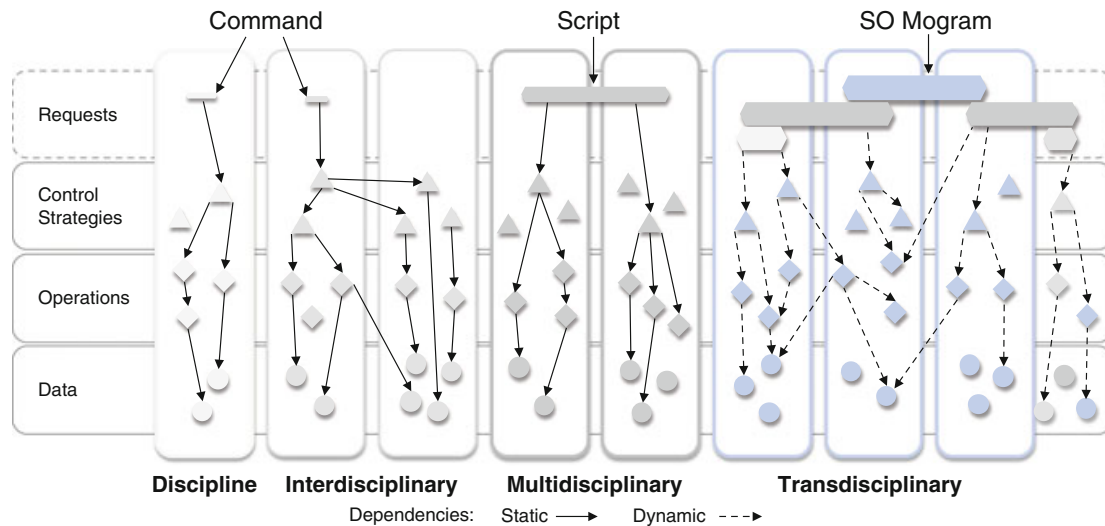 Command
Script
SO Mogram
Requests
Control
Strategies
Operations
Data
Discipline
Interdisciplinary
Multidisciplinary
Transdisciplinary
Dependencies: Static Dynamic